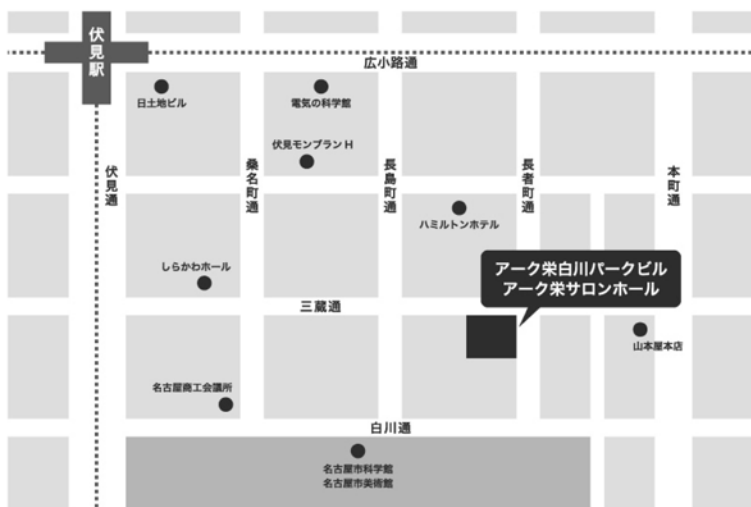 伏見駅
広小路通
日土地ビル
電気の科学館
伏見モンブランH
伏見通
桑名町通
長島町通
長者町通
本町通
ハミルトンホテル
しらかわホール
アーク栄白川パークビル
アーク栄サロンホール
三蔵通
山本屋本店
名古屋商工会議所
白川通
名古屋市科学館
名古屋市美術館